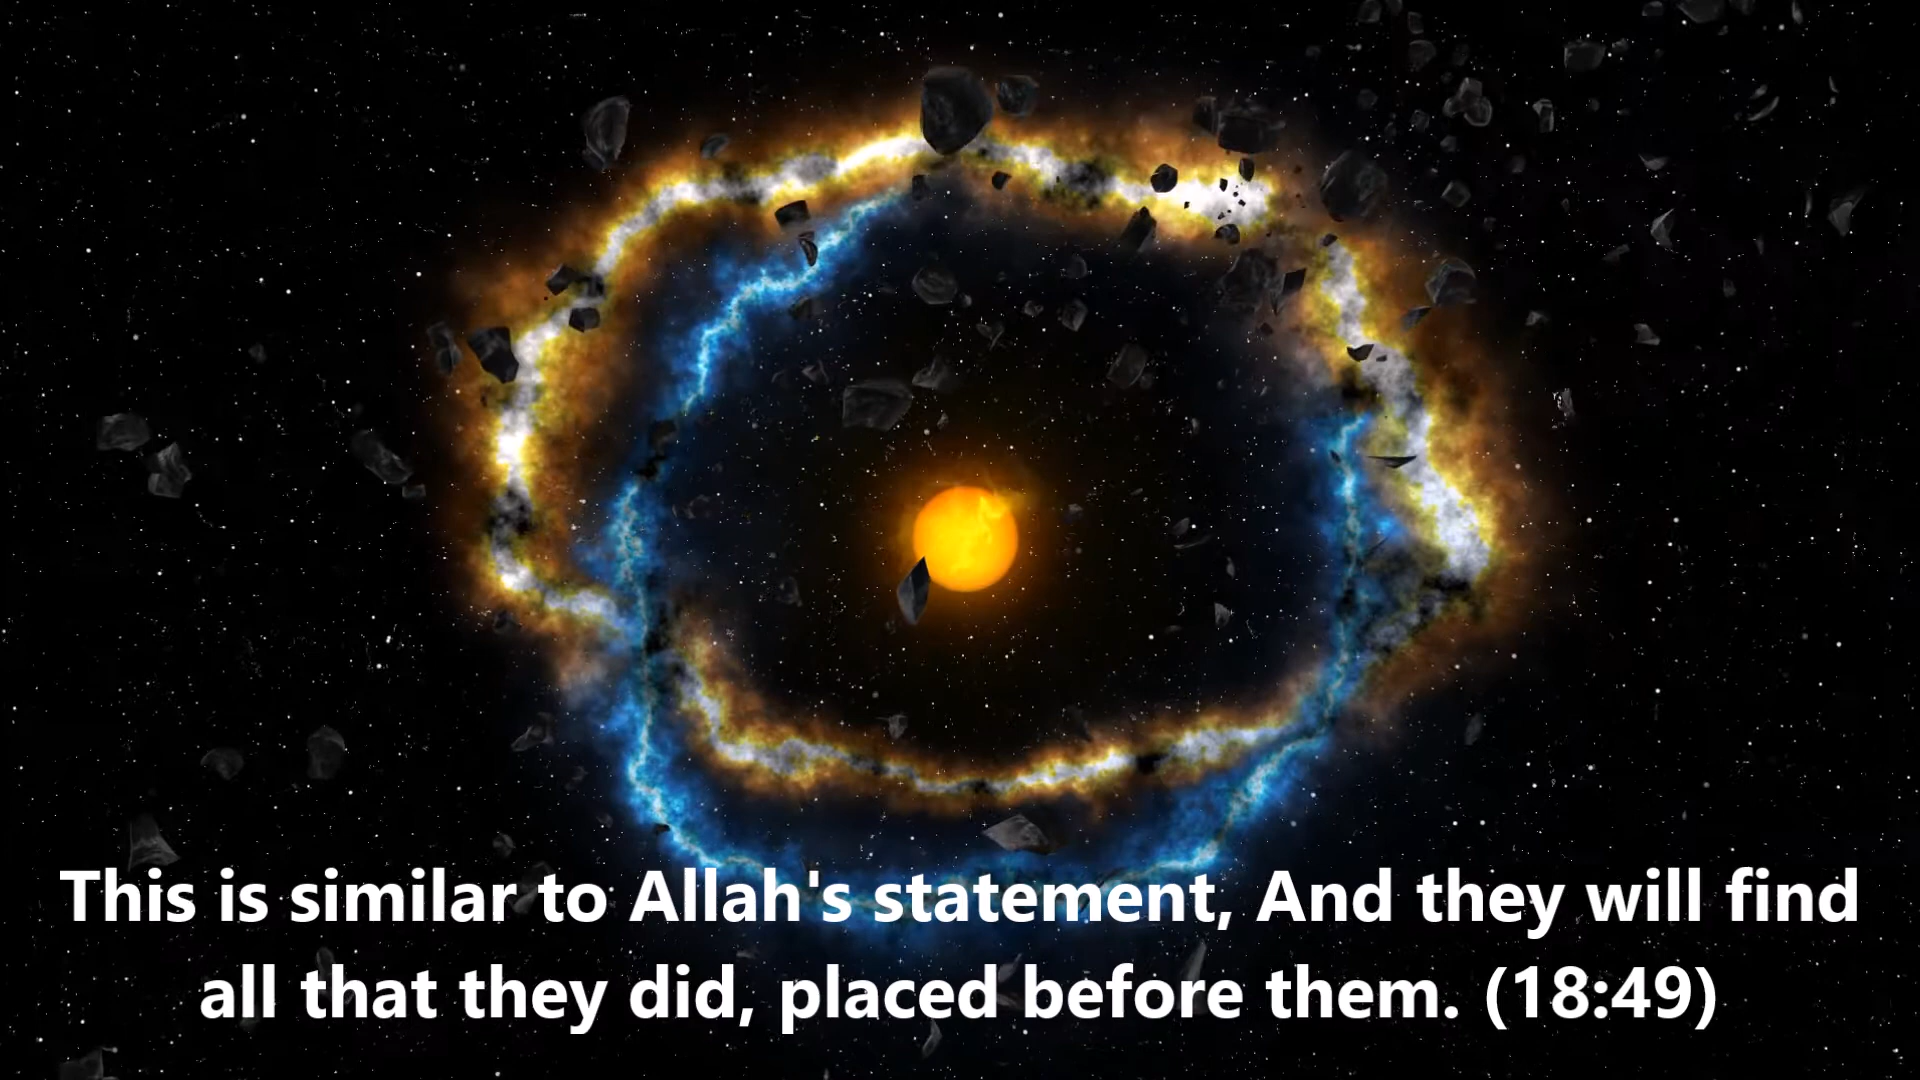 This is similar to Allah's statement, And they will find
all that they did, placed before them. (18:49)